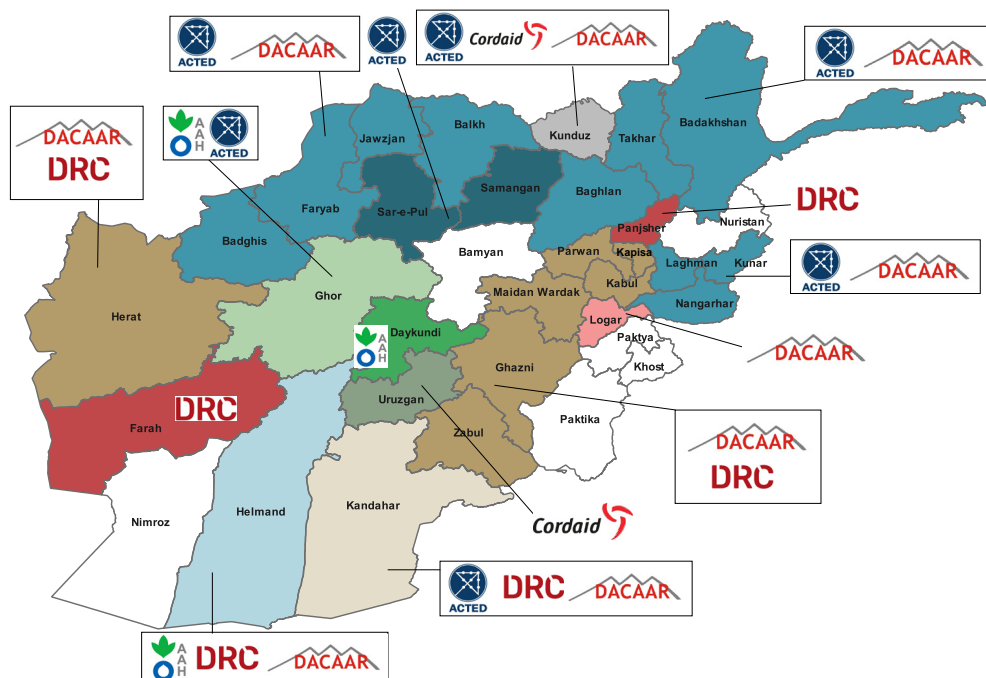 ACTED
DACAAR
ACTED
ACTED
Cordaid
DACAAR
ACTED
DACAAR
DACAAR
DRC
AAH
ACTED
Jawzjan
Balkh
Kunduz
Takhar
Badakhshan
Samangan
Baghlan
DRC
Faryab
Sar-e-Pul
Panjsher
Nuristan
Badghis
Bamyan
Parwan
Kapisa
Laghman
Kunar
ACTED
DACAAR
Ghor
Maidan Wardak
Kabul
Nangarhar
Herat
AAH
Daykundi
Logar
Paktya
DACAAR
Ghazni
Khost
DRC
Farah
Uruzgan
Zabul
Paktika
DACAAR
DRC
Nimroz
Helmand
Kandahar
Cordaid
ACTED
DRC
DACAAR
AAH
DRC
DACAAR